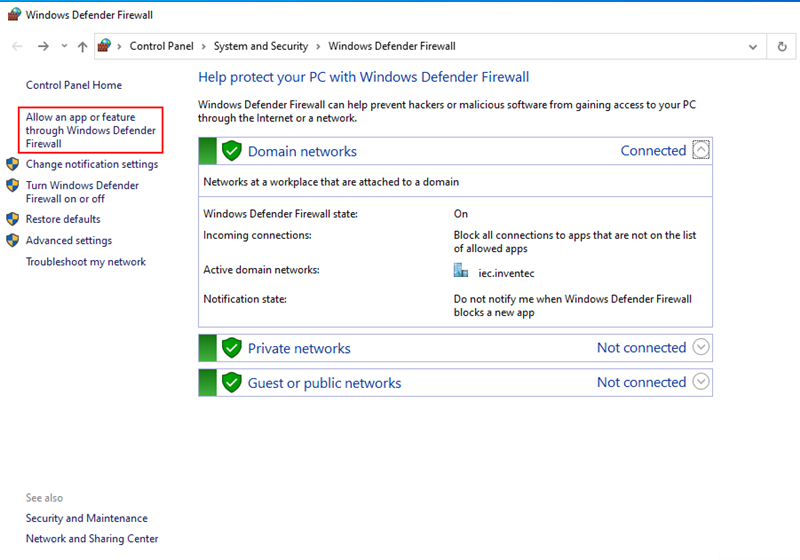 Windows Defender Firewall
Control Panel > System and Security > Windows Defender Firewall
Control Panel Home
Allow an app or feature
through Windows Defender
Firewall
Change notification settings
Turn Windows Defender
Firewall on or off
Restore defaults
Advanced settings
Troubleshoot my network
Help protect your PC with Windows Defender Firewall
Windows Defender Firewall can help prevent hackers or malicious software from gaining access to your PC
through the Internet or a network.
Domain networks Connected
Networks at a workplace that are attached to a domain
Windows Defender Firewall state: On
Incoming connections: Block all connections to apps that are not on the list
of allowed apps
Active domain networks: iec.inventec
Notification state: Do not notify me when Windows Defender Firewall
blocks a new app
Private networks Not connected
Guest or public networks Not connected
See also
Security and Maintenance
Network and Sharing Center